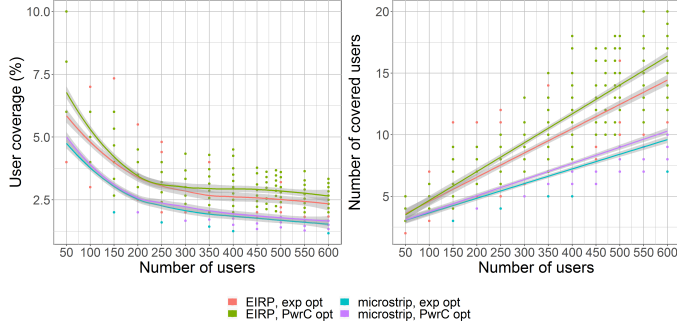 10.0
7.5
5.0
2.5
User coverage (%)
50 100 150 200 250 300 350 400 450 500 550 600
Number of users
20
15
10
5
Number of covered users
50 100 150 200 250 300 350 400 450 500 550 600
Number of users
EIRP, exp opt
EIRP, PwrC opt
microstrip, exp opt
microstrip, PwrC opt